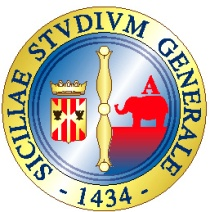 SICILIAE STVDIVM GENERALE
A
- 1434 -